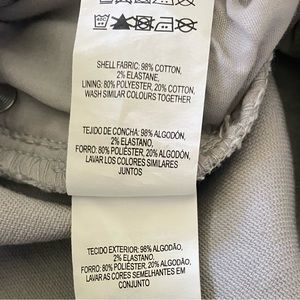 SHELL FABRIC: 98% COTTON,
2% ELASTANE,
LINING: 80% POLYESTER, 20% COTTON,
WASH SIMILAR COLOURS TOGETHER
TEJIDO DE CONCHA: 98% ALGODÓN,
2% ELASTANO,
FORRO: 80% POLIÉSTER, 20% ALGODÓN,
LAVAR LOS COLORES SIMILARES
JUNTOS
TECIDO EXTERIOR: 98% ALGODÃO,
2% ELASTANO,
FORRO: 80% POLIÉSTER, 20% ALGODÃO,
LAVAR AS CORES SEMELHANTES EM
CONJUNTO